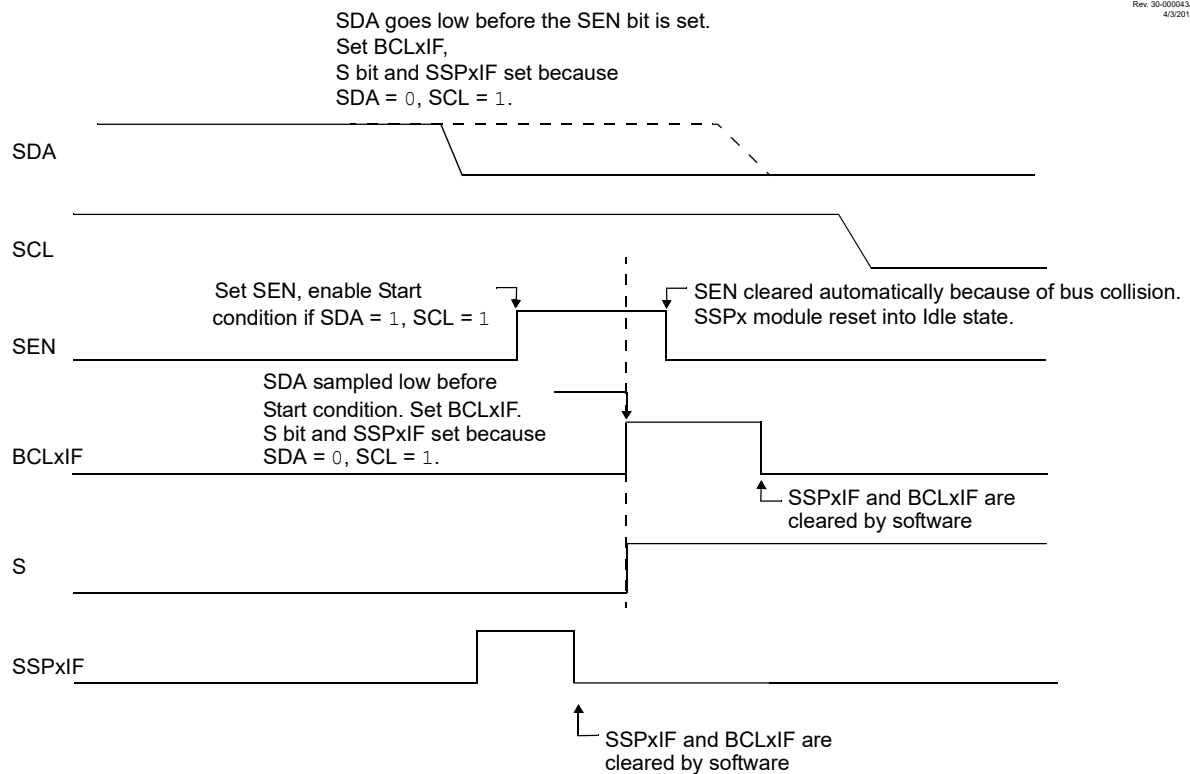 Rev. 30-000043
4/3/201
SDA goes low before the SEN bit is set.
Set BCLxIF,
S bit and SSPxIF set because
SDA = 0, SCL = 1.
SDA
SCL
Set SEN, enable Start
condition if SDA = 1, SCL = 1
SEN cleared automatically because of bus collision.
SSPx module reset into Idle state.
SEN
SDA sampled low before
Start condition. Set BCLxIF.
S bit and SSPxIF set because
SDA = 0, SCL = 1.
BCLxIF
SSPxIF and BCLxIF are
cleared by software
S
SSPxIF
SSPxIF and BCLxIF are
cleared by software